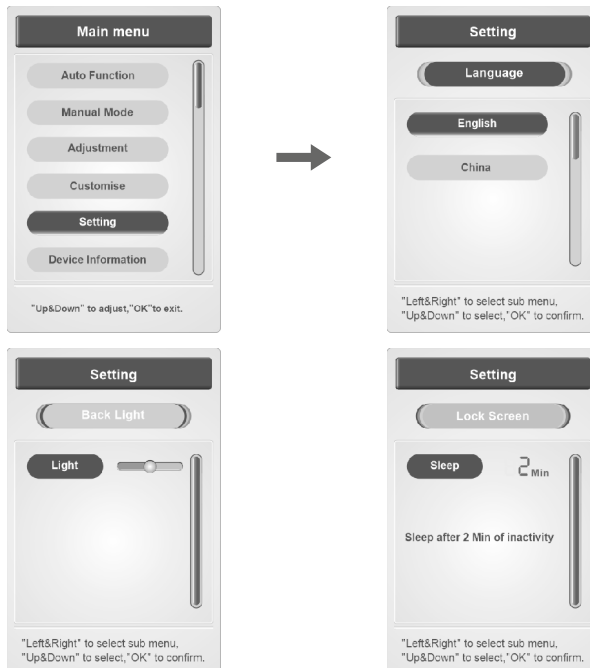 Main menu
Auto Function
Manual Mode
Adjustment
Customise
Setting
Device Information
"Up&Down" to adjust,"OK"to exit.
Setting
Language
English
China
"Left&Right" to select sub menu,
"Up&Down" to select,"OK" to confirm.
Setting
Back Light
Light
"Left&Right" to select sub menu,
"Up&Down" to select,"OK" to confirm.
Setting
Lock Screen
Sleep
2 Min
Sleep after 2 Min of inactivity
"Left&Right" to select sub menu,
"Up&Down" to select,"OK" to confirm.